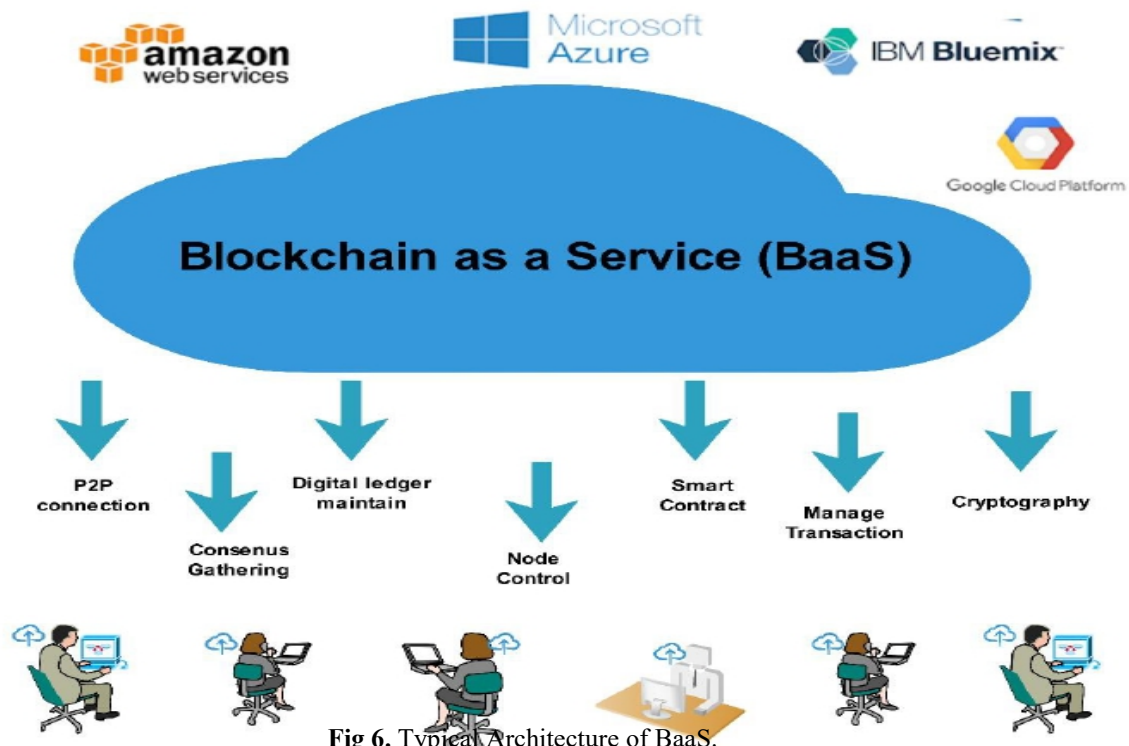 amazon
web services
Microsoft
Azure
IBM Bluemix
Google Cloud Platform
Blockchain as a Service (BaaS)
P2P
connection
Consenus
Gathering
Digital ledger
maintain
Node
Control
Smart
Contract
Manage
Transaction
Cryptography
Fig 6. Typical Architecture of BaaS.